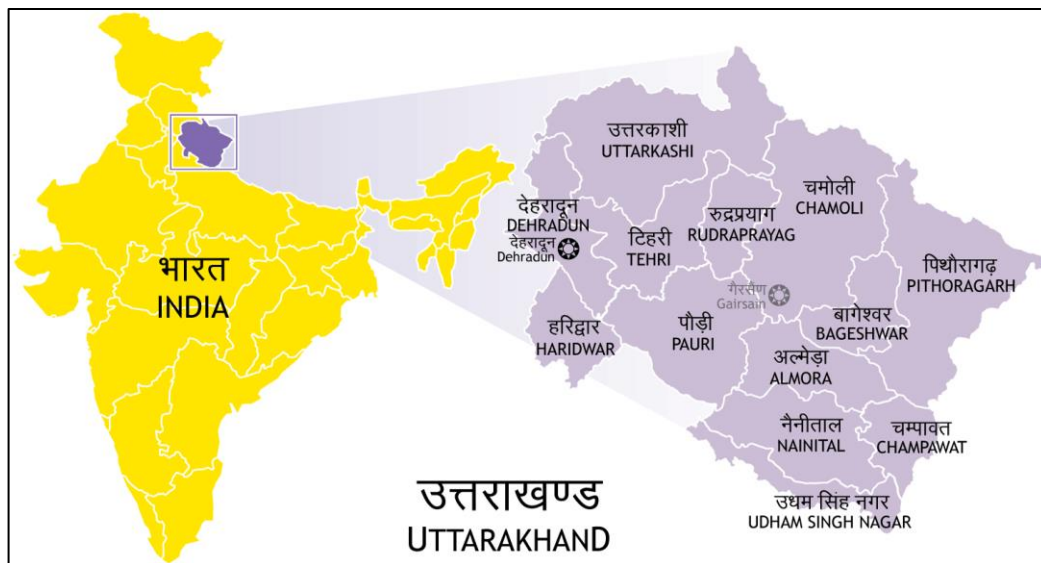 भारत
INDIA
उत्तरकाशी
UTTARKASHI
चमोली
CHAMOLI
देहरादून
DEHRADUN
देहरादून
Dehradun
टिहरी
TEHRI
रुद्रप्रयाग
RUDRAPRAYAG
पिथौरागढ़
PITHORAGARH
गैरसैण
Gairsain
हरिद्वार
HARIDWAR
पौड़ी
PAURI
बागेश्वर
BAGESHWAR
अल्मेड़ा
ALMORA
नैनीताल
NAINITAL
चम्पावत
CHAMPAWAT
उधम सिंह नगर
UDHAM SINGH NAGAR
उत्तराखण्ड
UTTARAKHAND